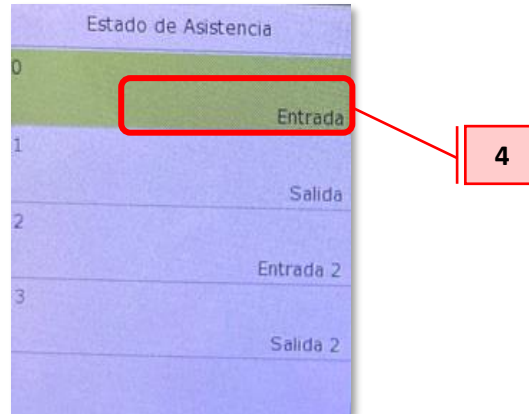 Estado de Asistencia
0
Entrada
1
Salida
2
Entrada 2
3
Salida 2
4